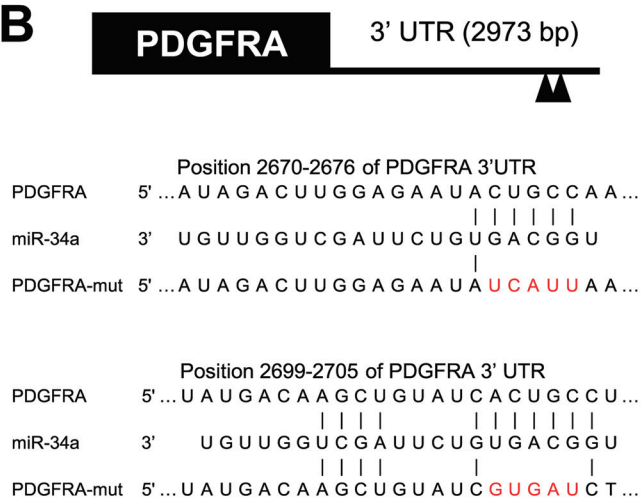 B
PDGFRA 3’ UTR (2973 bp)
Position 2670-2676 of PDGFRA 3’UTR
PDGFRA 5' ...A U A G A C U U G G A G A A U A C U G C C A A...
miR-34a 3’ U G U U G G U C G A U U C U G U G A C G G U
PDGFRA-mut 5' ...A U A G A C U U G G A G A A U A U C A U U A A...
Position 2699-2705 of PDGFRA 3’ UTR
PDGFRA 5' ...U A U G A C A A G C U G U A U C A C U G C C U...
miR-34a 3’ U G U U G G U C G A U U C U G U G A C G G U
PDGFRA-mut 5' ...U A U G A C A A G C U G U A U C G U G A U C T...